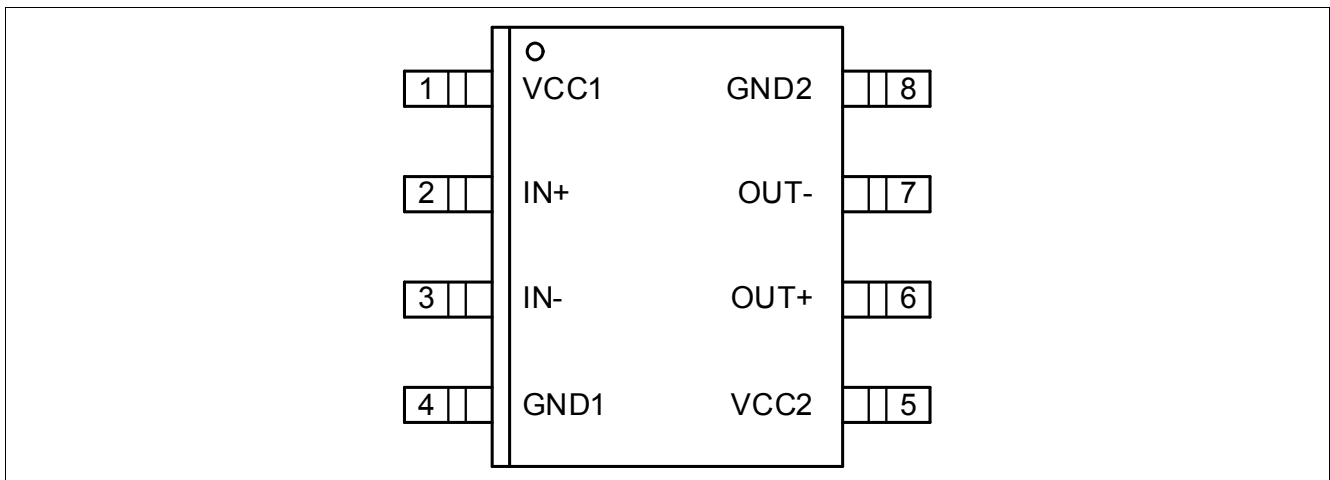 1 VCC1 GND2 8
2 IN+ OUT- 7
3 IN- OUT+ 6
4 GND1 VCC2 5